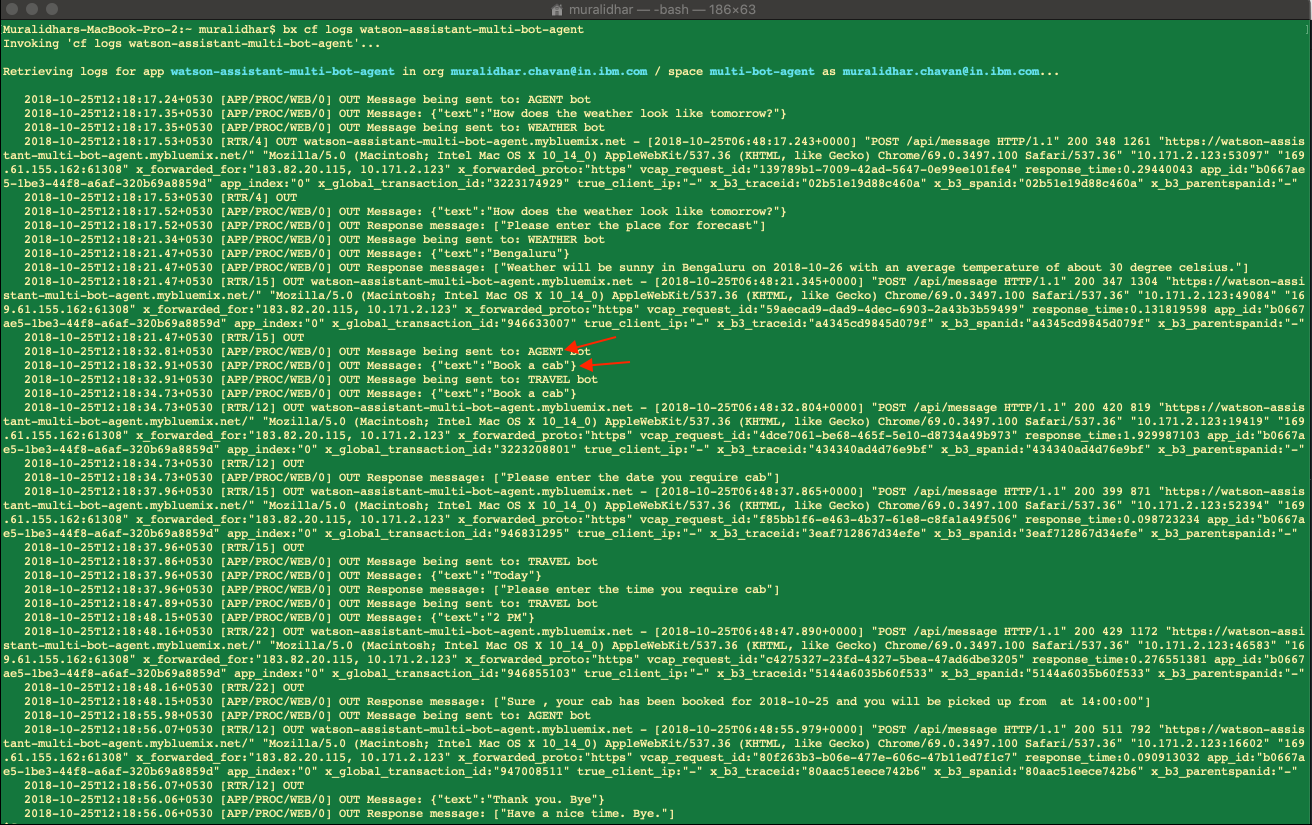 muralidhar — -bash — 186×63
Muralidhars-MacBook-Pro-2:~ muralidhar$ bx cf logs watson-assistant-multi-bot-agent
Invoking 'cf logs watson-assistant-multi-bot-agent'...
Retrieving logs for app watson-assistant-multi-bot-agent in org muralidhar.chavan@in.ibm.com / space multi-bot-agent as muralidhar.chavan@in.ibm.com...
2018-10-25T12:18:17.24+0530 [APP/PROC/WEB/0] OUT Message being sent to: AGENT bot
2018-10-25T12:18:17.35+0530 [APP/PROC/WEB/0] OUT Message: {"text":"How does the weather look like tomorrow?"}
2018-10-25T12:18:17.35+0530 [APP/PROC/WEB/0] OUT Message being sent to: WEATHER bot
2018-10-25T12:18:17.53+0530 [RTR/4] OUT watson-assistant-multi-bot-agent.mybluemix.net - [2018-10-25T06:48:17.243+0000] "POST /api/message HTTP/1.1" 200 348 1261 "https://watson-assis
tant-multi-bot-agent.mybluemix.net/" "Mozilla/5.0 (Macintosh; Intel Mac OS X 10_14_0) AppleWebKit/537.36 (KHTML, like Gecko) Chrome/69.0.3497.100 Safari/537.36" "10.171.2.123:53097" "169
.61.155.162:61308" x_forwarded_for:"183.82.20.115, 10.171.2.123" x_forwarded_proto:"https" vcap_request_id:"139789b1-7009-42ad-5647-0e99ee101fe4" response_time:0.29440043 app_id:"b0667ae
5-1be3-44f8-a6af-320b69a8859d" app_index:"0" x_global_transaction_id:"3223174929" true_client_ip:"-" x_b3_traceid:"02b51e19d88c460a" x_b3_spanid:"02b51e19d88c460a" x_b3_parentspanid:"-"
2018-10-25T12:18:17.53+0530 [RTR/4] OUT
2018-10-25T12:18:17.52+0530 [APP/PROC/WEB/0] OUT Message: {"text":"How does the weather look like tomorrow?"}
2018-10-25T12:18:17.52+0530 [APP/PROC/WEB/0] OUT Response message: ["Please enter the place for forecast"]
2018-10-25T12:18:21.34+0530 [APP/PROC/WEB/0] OUT Message being sent to: WEATHER bot
2018-10-25T12:18:21.47+0530 [APP/PROC/WEB/0] OUT Message: {"text":"Bengaluru"}
2018-10-25T12:18:21.47+0530 [APP/PROC/WEB/0] OUT Response message: ["Weather will be sunny in Bengaluru on 2018-10-26 with an average temperature of about 30 degree celsius."]
2018-10-25T12:18:21.47+0530 [RTR/15] OUT watson-assistant-multi-bot-agent.mybluemix.net - [2018-10-25T06:48:21.345+0000] "POST /api/message HTTP/1.1" 200 347 1304 "https://watson-assi
stant-multi-bot-agent.mybluemix.net/" "Mozilla/5.0 (Macintosh; Intel Mac OS X 10_14_0) AppleWebKit/537.36 (KHTML, like Gecko) Chrome/69.0.3497.100 Safari/537.36" "10.171.2.123:49084" "16
9.61.155.162:61308" x_forwarded_for:"183.82.20.115, 10.171.2.123" x_forwarded_proto:"https" vcap_request_id:"59aecad9-dad9-4dec-6903-2a43b3b59499" response_time:0.131819598 app_id:"b0667
ae5-1be3-44f8-a6af-320b69a8859d" app_index:"0" x_global_transaction_id:"946633007" true_client_ip:"-" x_b3_traceid:"a4345cd9845d079f" x_b3_spanid:"a4345cd9845d079f" x_b3_parentspanid:"-"
2018-10-25T12:18:21.47+0530 [RTR/15] OUT
2018-10-25T12:18:32.81+0530 [APP/PROC/WEB/0] OUT Message being sent to: AGENT bot
2018-10-25T12:18:32.91+0530 [APP/PROC/WEB/0] OUT Message: {"text":"Book a cab"}
2018-10-25T12:18:32.91+0530 [APP/PROC/WEB/0] OUT Message being sent to: TRAVEL bot
2018-10-25T12:18:34.73+0530 [APP/PROC/WEB/0] OUT Message: {"text":"Book a cab"}
2018-10-25T12:18:34.73+0530 [RTR/12] OUT watson-assistant-multi-bot-agent.mybluemix.net - [2018-10-25T06:48:32.804+0000] "POST /api/message HTTP/1.1" 200 420 819 "https://watson-assis
tant-multi-bot-agent.mybluemix.net/" "Mozilla/5.0 (Macintosh; Intel Mac OS X 10_14_0) AppleWebKit/537.36 (KHTML, like Gecko) Chrome/69.0.3497.100 Safari/537.36" "10.171.2.123:19419" "169
.61.155.162:61308" x_forwarded_for:"183.82.20.115, 10.171.2.123" x_forwarded_proto:"https" vcap_request_id:"4dce7061-be68-465f-5e10-d8734a49b973" response_time:1.929987103 app_id:"b0667a
e5-1be3-44f8-a6af-320b69a8859d" app_index:"0" x_global_transaction_id:"3223208801" true_client_ip:"-" x_b3_traceid:"434340ad4d76e9bf" x_b3_spanid:"434340ad4d76e9bf" x_b3_parentspanid:"-"
2018-10-25T12:18:34.73+0530 [RTR/12] OUT
2018-10-25T12:18:34.73+0530 [APP/PROC/WEB/0] OUT Response message: ["Please enter the date you require cab"]
2018-10-25T12:18:37.96+0530 [RTR/15] OUT watson-assistant-multi-bot-agent.mybluemix.net - [2018-10-25T06:48:37.865+0000] "POST /api/message HTTP/1.1" 200 399 871 "https://watson-assis
tant-multi-bot-agent.mybluemix.net/" "Mozilla/5.0 (Macintosh; Intel Mac OS X 10_14_0) AppleWebKit/537.36 (KHTML, like Gecko) Chrome/69.0.3497.100 Safari/537.36" "10.171.2.123:52394" "169
.61.155.162:61308" x_forwarded_for:"183.82.20.115, 10.171.2.123" x_forwarded_proto:"https" vcap_request_id:"f85bb1f6-e463-4b37-61e8-c8fa1a49f506" response_time:0.098723234 app_id:"b0667a
e5-1be3-44f8-a6af-320b69a8859d" app_index:"0" x_global_transaction_id:"946831295" true_client_ip:"-" x_b3_traceid:"3eaf712867d34efe" x_b3_spanid:"3eaf712867d34efe" x_b3_parentspanid:"-"
2018-10-25T12:18:37.96+0530 [RTR/15] OUT
2018-10-25T12:18:37.86+0530 [APP/PROC/WEB/0] OUT Message being sent to: TRAVEL bot
2018-10-25T12:18:37.96+0530 [APP/PROC/WEB/0] OUT Message: {"text":"Today"}
2018-10-25T12:18:37.96+0530 [APP/PROC/WEB/0] OUT Response message: ["Please enter the time you require cab"]
2018-10-25T12:18:47.89+0530 [APP/PROC/WEB/0] OUT Message being sent to: TRAVEL bot
2018-10-25T12:18:48.15+0530 [APP/PROC/WEB/0] OUT Message: {"text":"2 PM"}
2018-10-25T12:18:48.16+0530 [RTR/22] OUT watson-assistant-multi-bot-agent.mybluemix.net - [2018-10-25T06:48:47.890+0000] "POST /api/message HTTP/1.1" 200 429 1172 "https://watson-assi
stant-multi-bot-agent.mybluemix.net/" "Mozilla/5.0 (Macintosh; Intel Mac OS X 10_14_0) AppleWebKit/537.36 (KHTML, like Gecko) Chrome/69.0.3497.100 Safari/537.36" "10.171.2.123:46583" "16
9.61.155.162:61308" x_forwarded_for:"183.82.20.115, 10.171.2.123" x_forwarded_proto:"https" vcap_request_id:"c4275327-23fd-4327-5bea-47ad6dbe3205" response_time:0.276551381 app_id:"b0667
ae5-1be3-44f8-a6af-320b69a8859d" app_index:"0" x_global_transaction_id:"946855103" true_client_ip:"-" x_b3_traceid:"5144a6035b60f533" x_b3_spanid:"5144a6035b60f533" x_b3_parentspanid:"-"
2018-10-25T12:18:48.16+0530 [RTR/22] OUT
2018-10-25T12:18:48.15+0530 [APP/PROC/WEB/0] OUT Response message: ["Sure , your cab has been booked for 2018-10-25 and you will be picked up from  at 14:00:00"]
2018-10-25T12:18:55.98+0530 [APP/PROC/WEB/0] OUT Message being sent to: AGENT bot
2018-10-25T12:18:56.07+0530 [RTR/12] OUT watson-assistant-multi-bot-agent.mybluemix.net - [2018-10-25T06:48:55.979+0000] "POST /api/message HTTP/1.1" 200 511 792 "https://watson-assis
tant-multi-bot-agent.mybluemix.net/" "Mozilla/5.0 (Macintosh; Intel Mac OS X 10_14_0) AppleWebKit/537.36 (KHTML, like Gecko) Chrome/69.0.3497.100 Safari/537.36" "10.171.2.123:16602" "169
.61.155.162:61308" x_forwarded_for:"183.82.20.115, 10.171.2.123" x_forwarded_proto:"https" vcap_request_id:"80f263b3-b06e-477e-606c-47b11ed7f1c7" response_time:0.090913032 app_id:"b0667a
e5-1be3-44f8-a6af-320b69a8859d" app_index:"0" x_global_transaction_id:"947008511" true_client_ip:"-" x_b3_traceid:"80aac51eece742b6" x_b3_spanid:"80aac51eece742b6" x_b3_parentspanid:"-"
2018-10-25T12:18:56.07+0530 [RTR/12] OUT
2018-10-25T12:18:56.06+0530 [APP/PROC/WEB/0] OUT Message: {"text":"Thank you. Bye"}
2018-10-25T12:18:56.06+0530 [APP/PROC/WEB/0] OUT Response message: ["Have a nice time. Bye."]